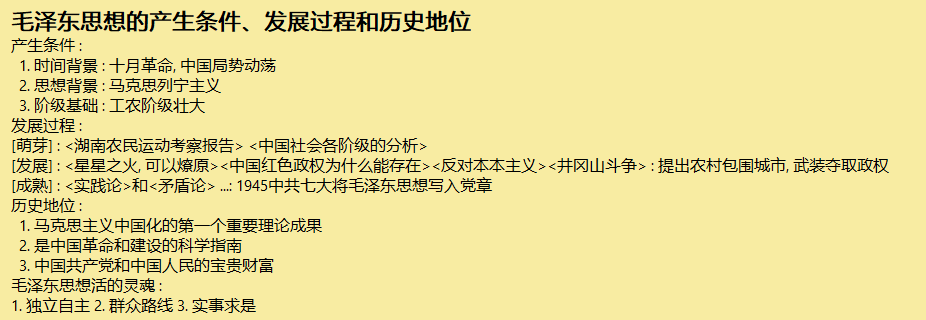 毛泽东思想的产生条件、发展过程和历史地位
产生条件 :
1. 时间背景 : 十月革命, 中国局势动荡
2. 思想背景 : 马克思列宁主义
3. 阶级基础 : 工农阶级壮大
发展过程 :
[萌芽] : <湖南农民运动考察报告> <中国社会各阶级的分析>
[发展] : <星星之火, 可以燎原><中国红色政权为什么能存在><反对本本主义><井冈山斗争> : 提出农村包围城市, 武装夺取政权
[成熟] : <实践论>和<矛盾论> ...: 1945中共七大将毛泽东思想写入党章
历史地位 :
1. 马克思主义中国化的第一个重要理论成果
2. 是中国革命和建设的科学指南
3. 中国共产党和中国人民的宝贵财富
毛泽东思想活的灵魂 :
1. 独立自主 2. 群众路线 3. 实事求是